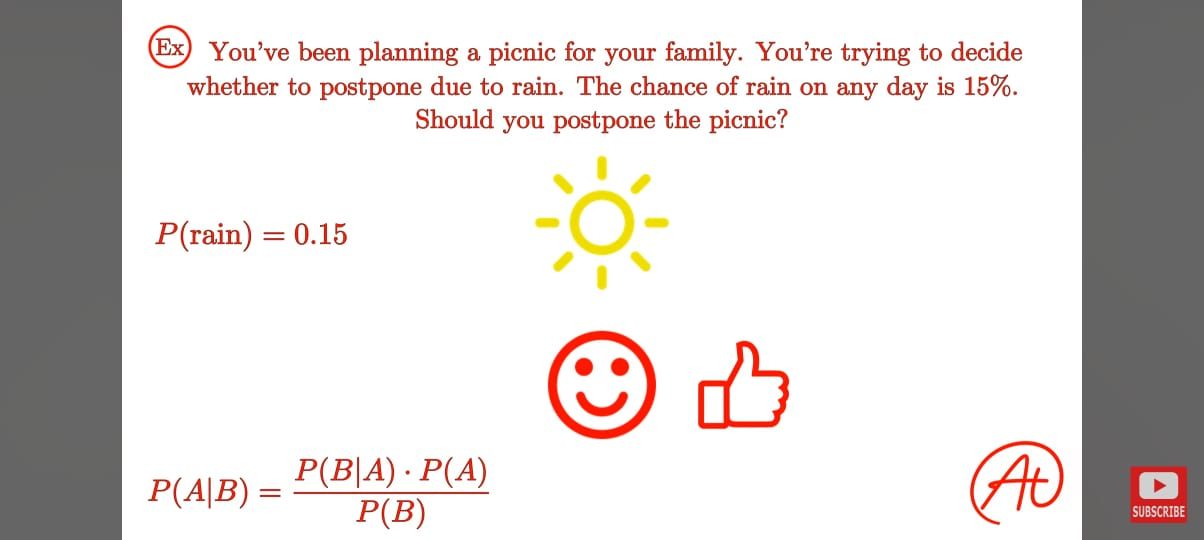 Ex You've been planning a picnic for your family. You're trying to decide
whether to postpone due to rain. The chance of rain on any day is 15%.
Should you postpone the picnic?
P(rain) = 0.15
P(A|B) = P(B|A) · P(A) / P(B)
SUBSCRIBE